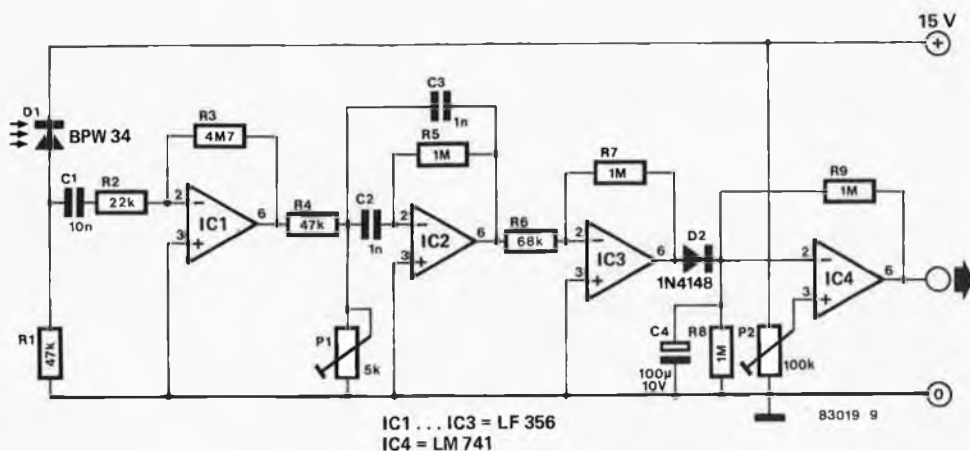 15 V
+
D1
BPW 34
C1
10n
R2
22k
R3
4M7
2
−
IC1
6
3
+
R1
47k
R4
47k
C2
1n
C3
1n
R5
1M
2
−
IC2
6
3
+
P1
5k
R6
68k
R7
1M
2
−
IC3
6
3
+
D2
1N4148
C4
100µ
10V
R8
1M
P2
100k
R9
1M
2
−
IC4
6
3
+
0
83019 9
IC1 . . . IC3 = LF 356
IC4 = LM 741